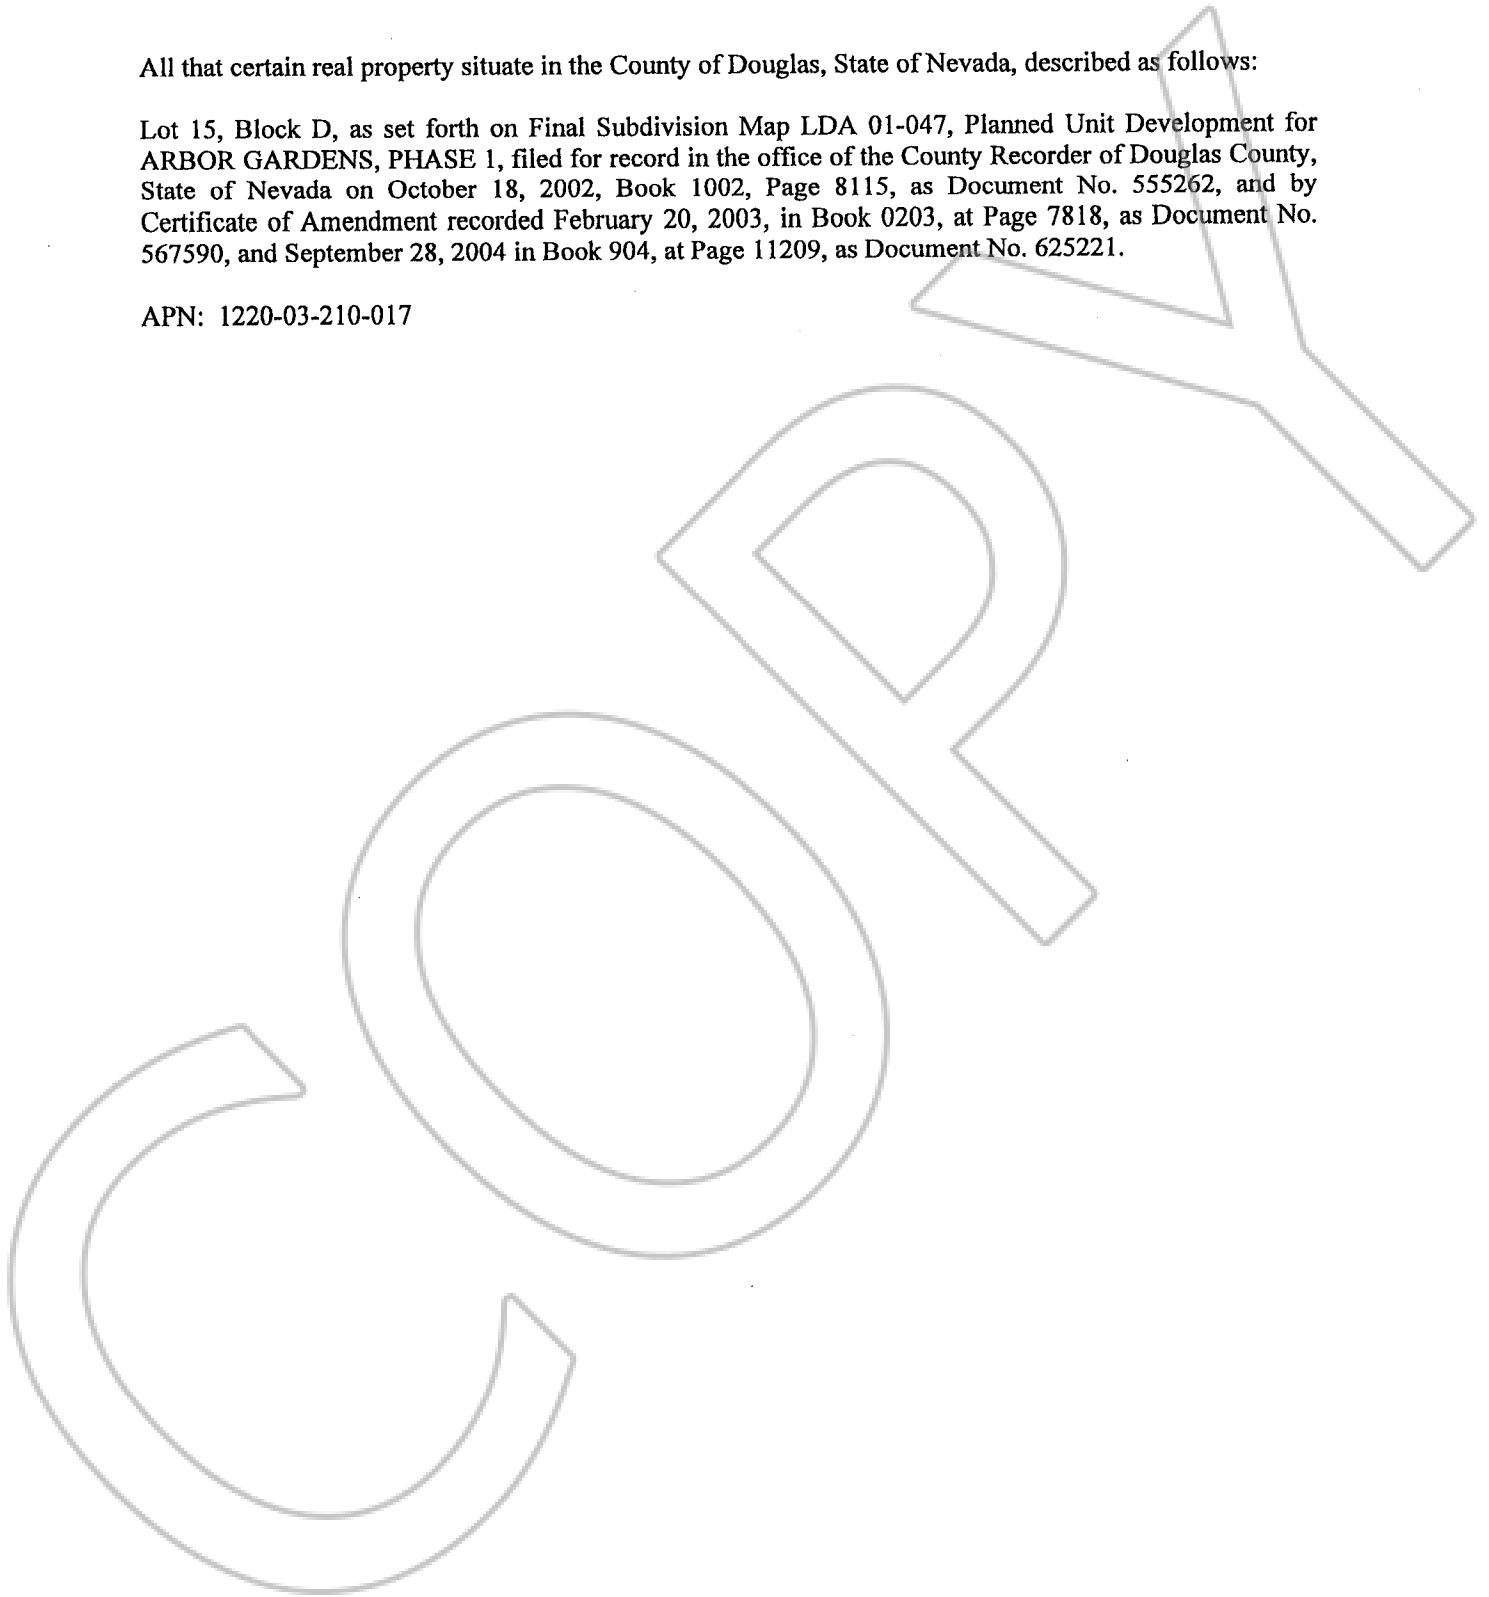 All that certain real property situate in the County of Douglas, State of Nevada, described as follows:
Lot 15, Block D, as set forth on Final Subdivision Map LDA 01-047, Planned Unit Development for
ARBOR GARDENS, PHASE 1, filed for record in the office of the County Recorder of Douglas County,
State of Nevada on October 18, 2002, Book 1002, Page 8115, as Document No. 555262, and by
Certificate of Amendment recorded February 20, 2003, in Book 0203, at Page 7818, as Document No.
567590, and September 28, 2004 in Book 904, at Page 11209, as Document No. 625221.
APN: 1220-03-210-017
COPY